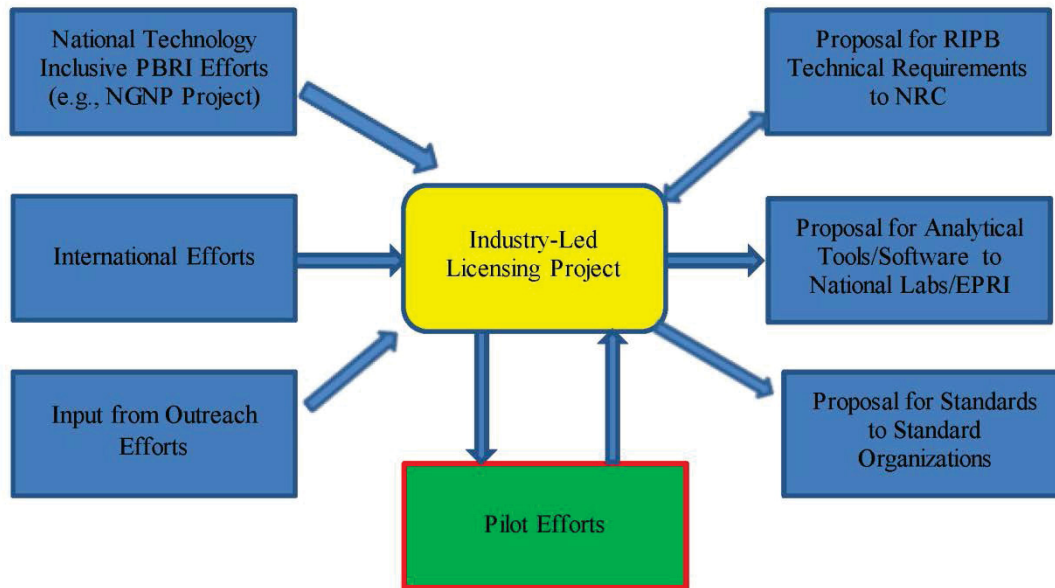 National Technology
Inclusive PBRI Efforts
(e.g., NGNP Project)
International Efforts
Input from Outreach
Efforts
Industry-Led
Licensing Project
Pilot Efforts
Proposal for RIPB
Technical Requirements
to NRC
Proposal for Analytical
Tools/Software to
National Labs/EPRI
Proposal for Standards
to Standard
Organizations